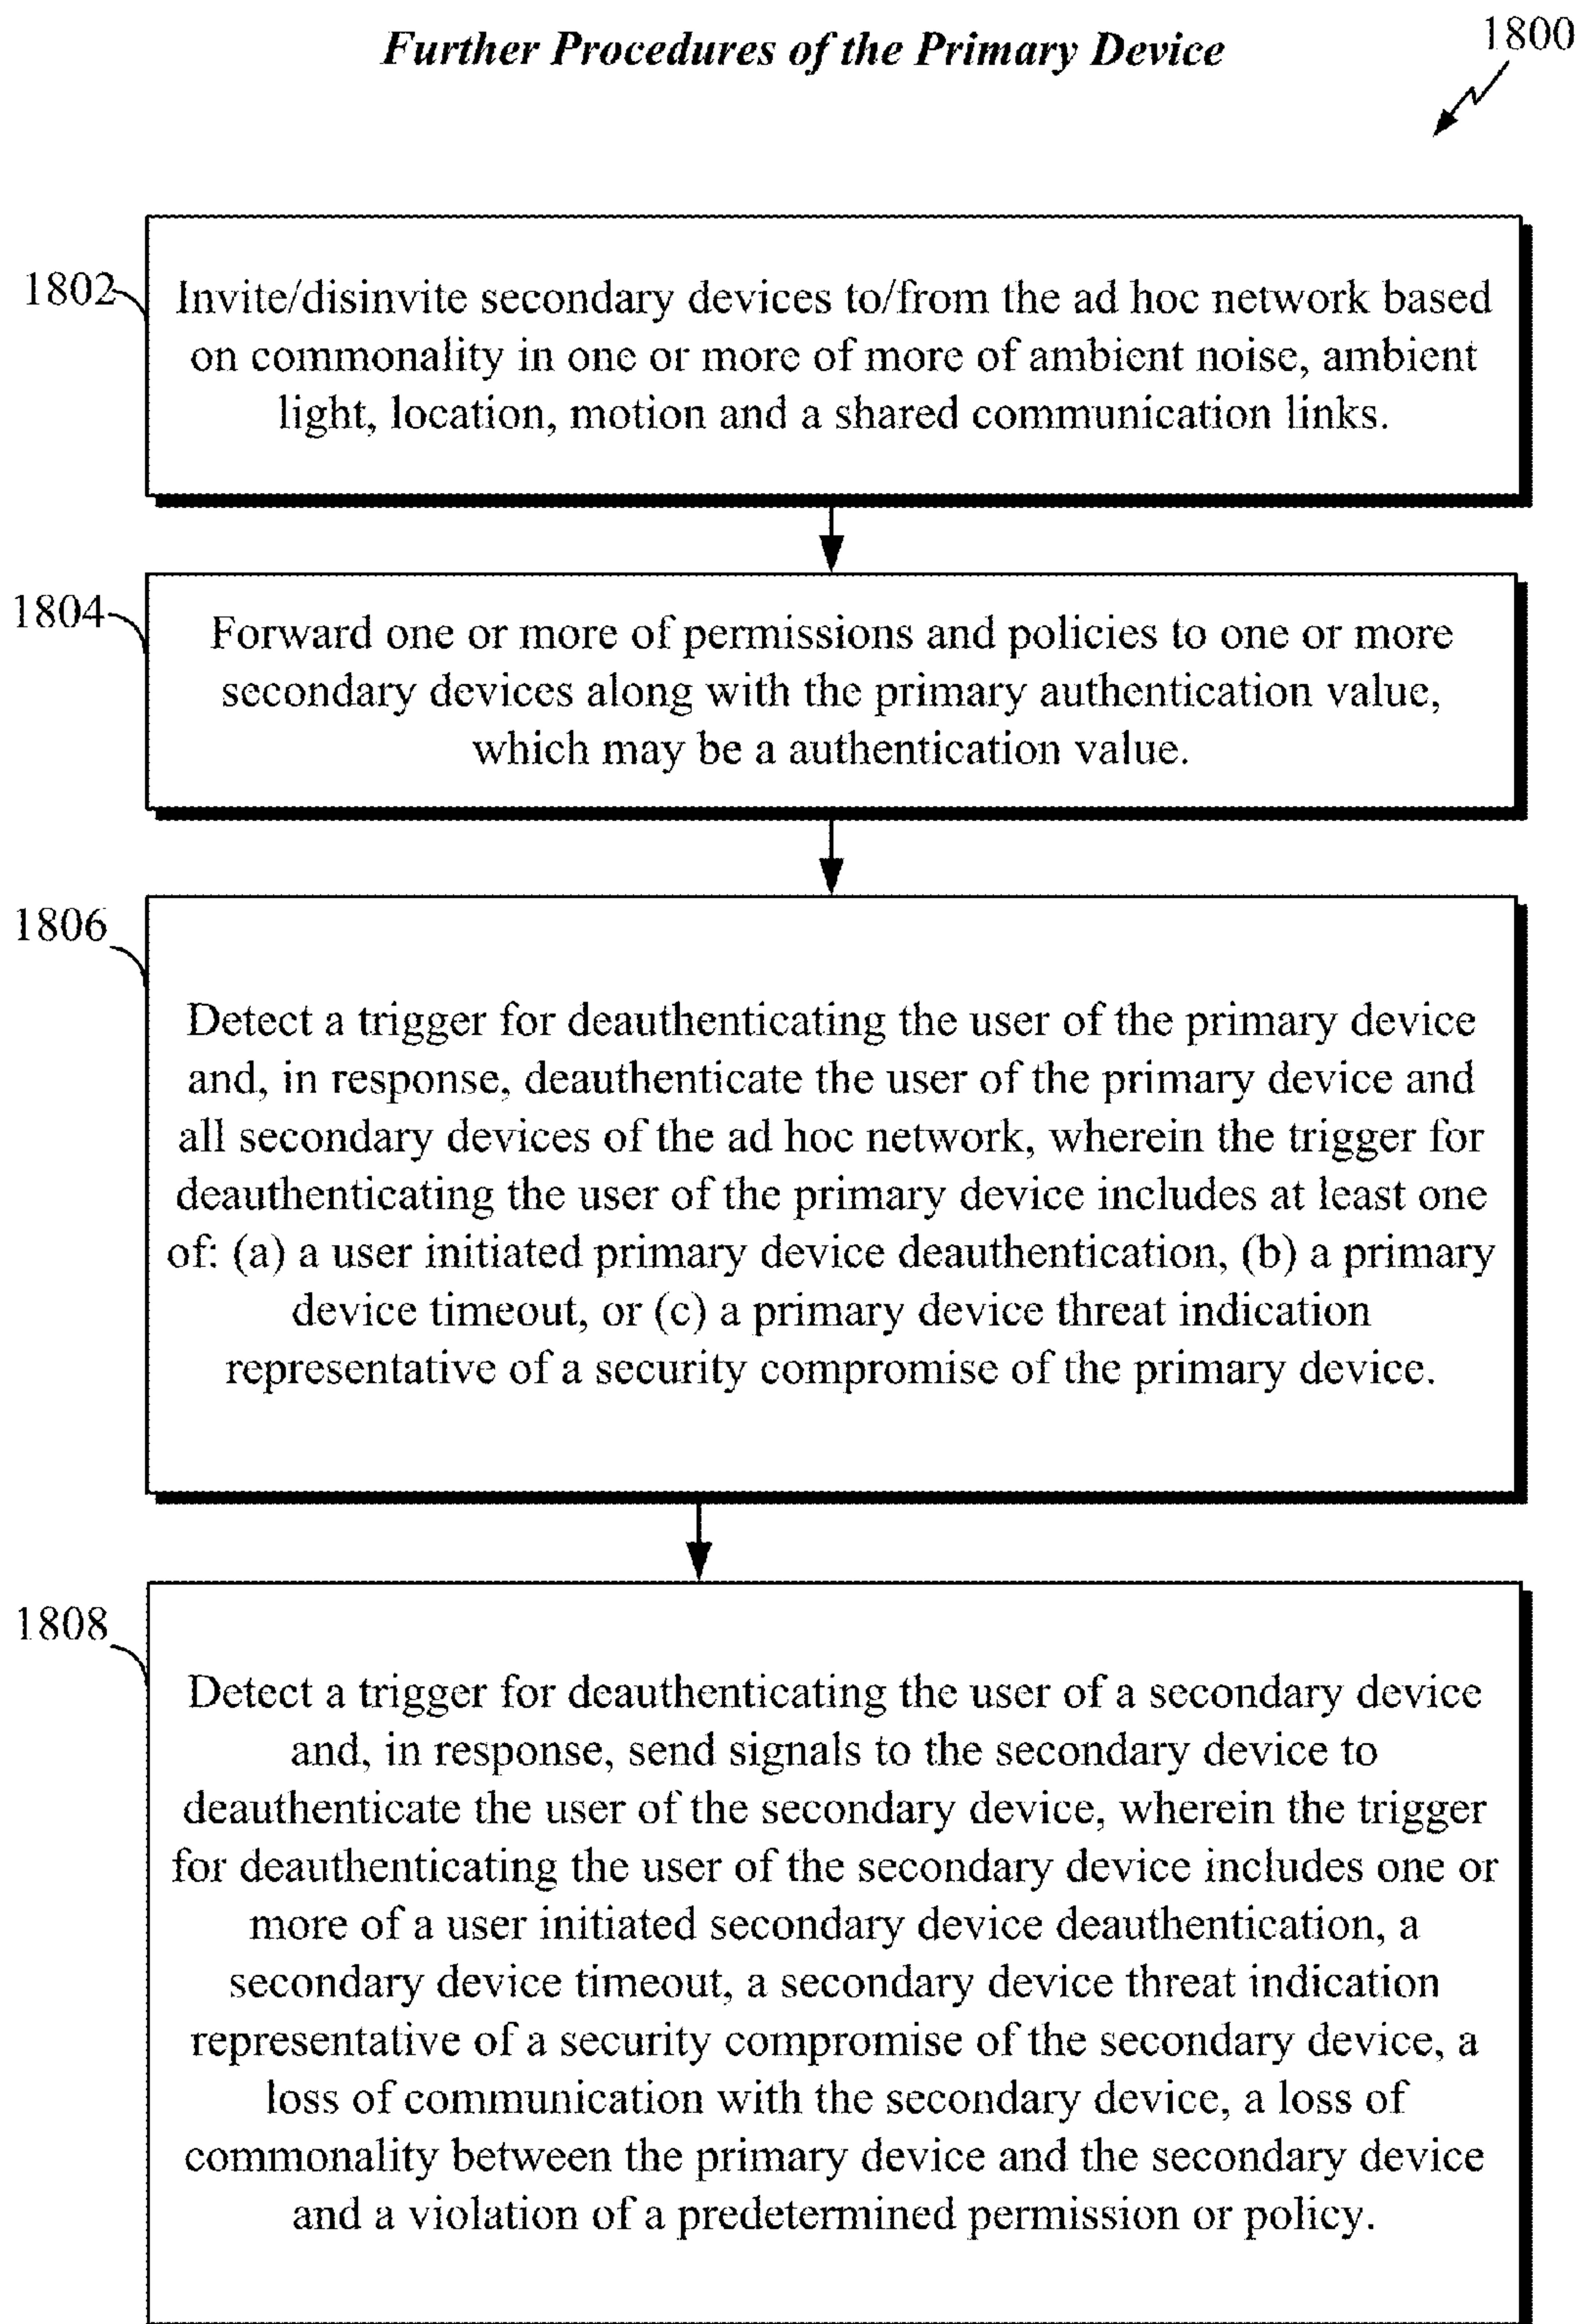 Further Procedures of the Primary Device
1800
1802
Invite/disinvite secondary devices to/from the ad hoc network based
on commonality in one or more of more of ambient noise, ambient
light, location, motion and a shared communication links.
1804
Forward one or more of permissions and policies to one or more
secondary devices along with the primary authentication value,
which may be a authentication value.
1806
Detect a trigger for deauthenticating the user of the primary device
and, in response, deauthenticate the user of the primary device and
all secondary devices of the ad hoc network, wherein the trigger for
deauthenticating the user of the primary device includes at least one
of: (a) a user initiated primary device deauthentication, (b) a primary
device timeout, or (c) a primary device threat indication
representative of a security compromise of the primary device.
1808
Detect a trigger for deauthenticating the user of a secondary device
and, in response, send signals to the secondary device to
deauthenticate the user of the secondary device, wherein the trigger
for deauthenticating the user of the secondary device includes one or
more of a user initiated secondary device deauthentication, a
secondary device timeout, a secondary device threat indication
representative of a security compromise of the secondary device, a
loss of communication with the secondary device, a loss of
commonality between the primary device and the secondary device
and a violation of a predetermined permission or policy.